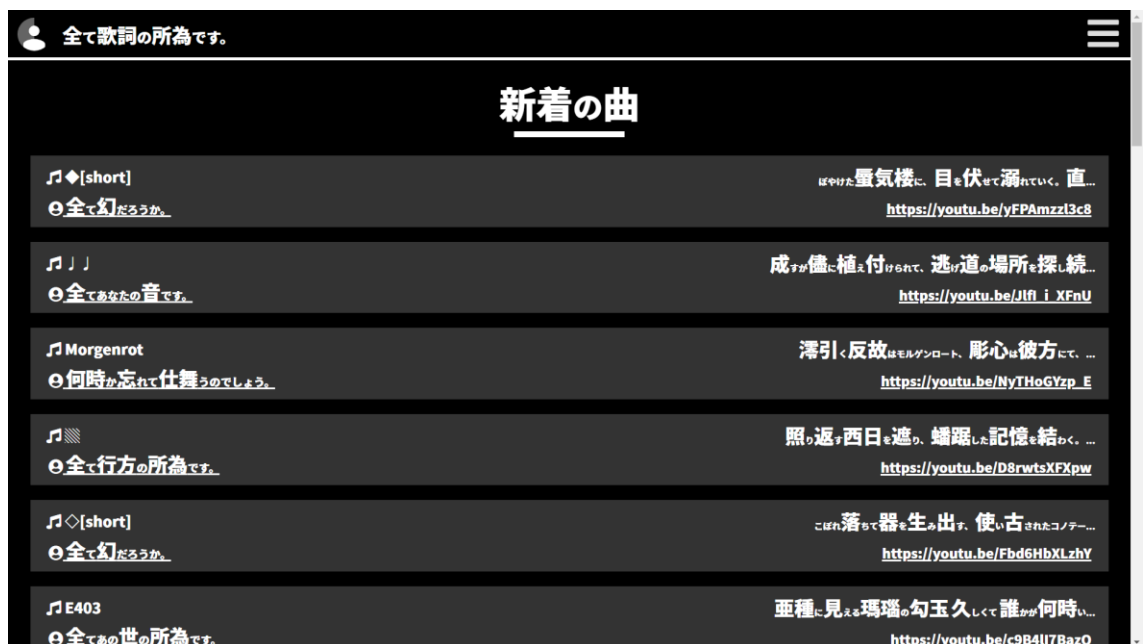 全て歌詞の所為です。
新着の曲
◆[short]
ぼやけた蜃気楼に、目を伏せて溺れていく。直...
全て幻だろうか。
https://youtu.be/yFPAmzzl3c8
♩♩
成すが儘に植え付けられて、逃げ道の場所を探し続...
全てあなたの音です。
https://youtu.be/JlfI_i_XFnU
Morgenrot
澪引く反故はモルゲンロート、彫心は彼方にて、...
何時か忘れて仕舞うのでしょう。
https://youtu.be/NyTHoGYzp_E
▧
照り返す西日を遮り、蟠踞した記憶を結わく。...
全て行方の所為です。
https://youtu.be/D8rwtsXFXpw
◇[short]
こぼれ落ちて器を生み出す、使い古されたコノテー...
全て幻だろうか。
https://youtu.be/Fbd6HbXLzhY
E403
亜種に見える瑪瑙の勾玉久しくて誰かが何時い...
全てあの世の所為です。
https://youtu.be/c9B4lI7BazQ